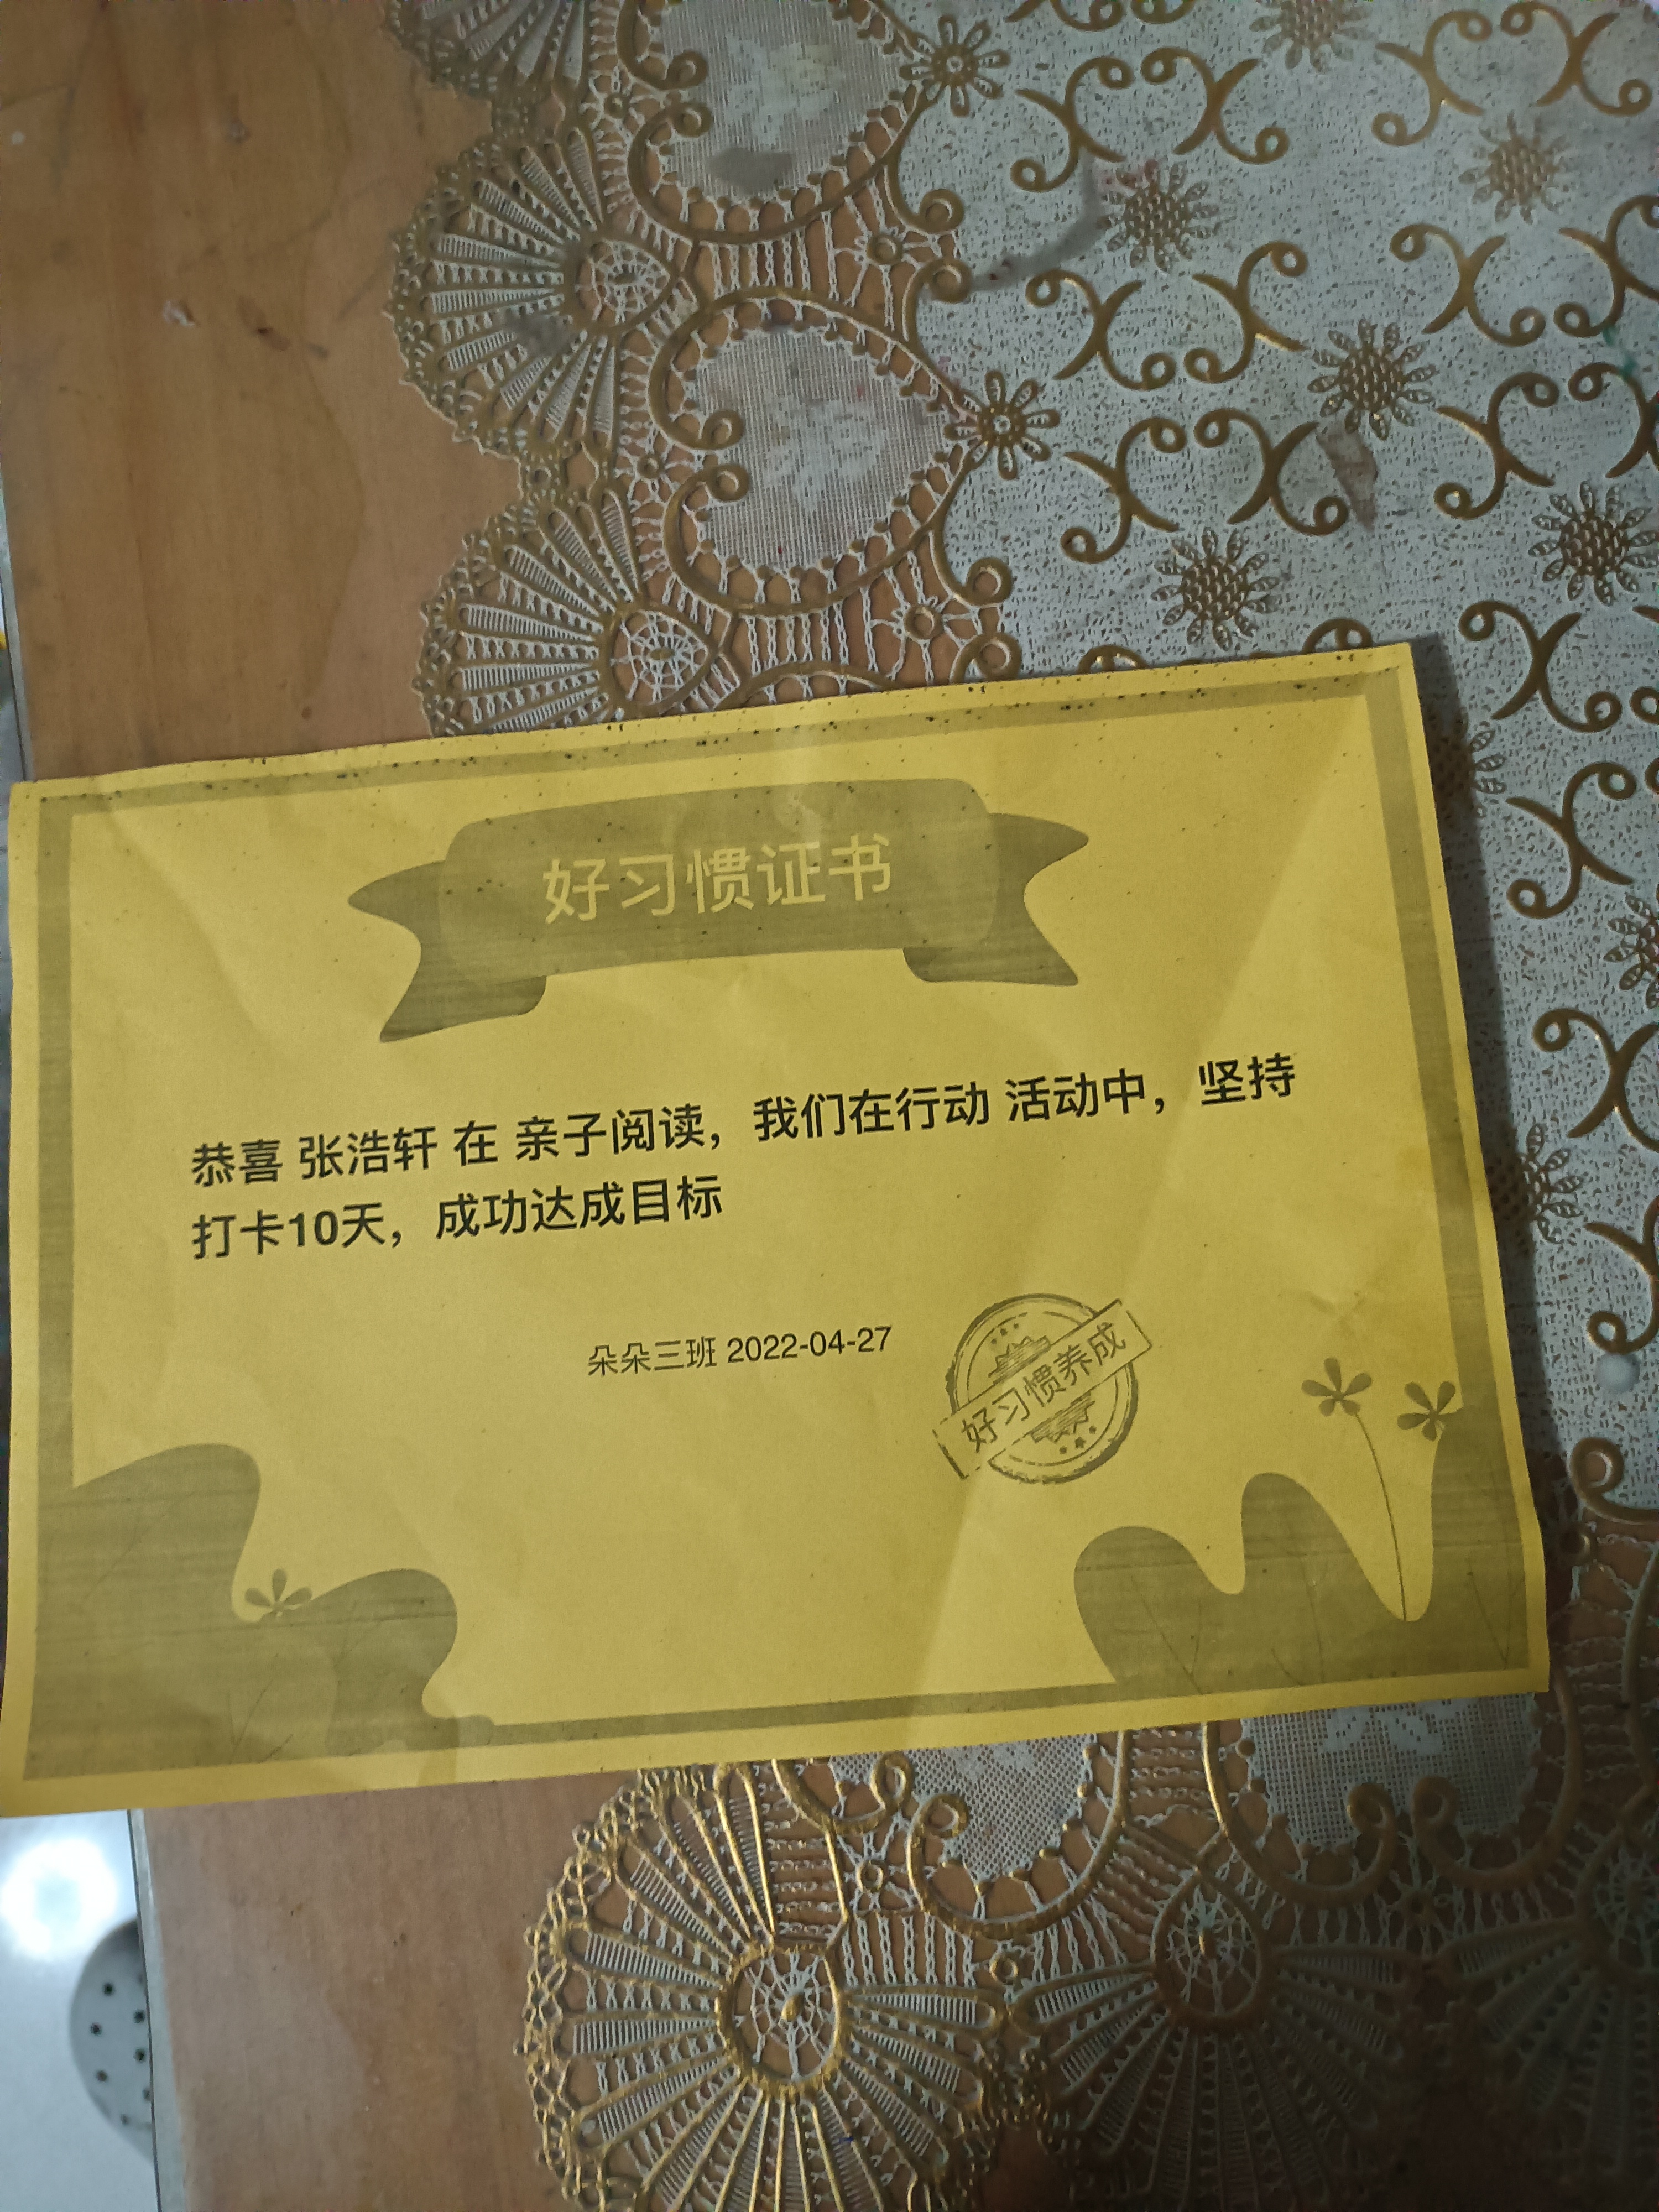 好习惯证书
恭喜 张浩轩 在 亲子阅读，我们在行动 活动中，坚持
打卡10天，成功达成目标
朵朵三班 2022-04-27
好习惯养成